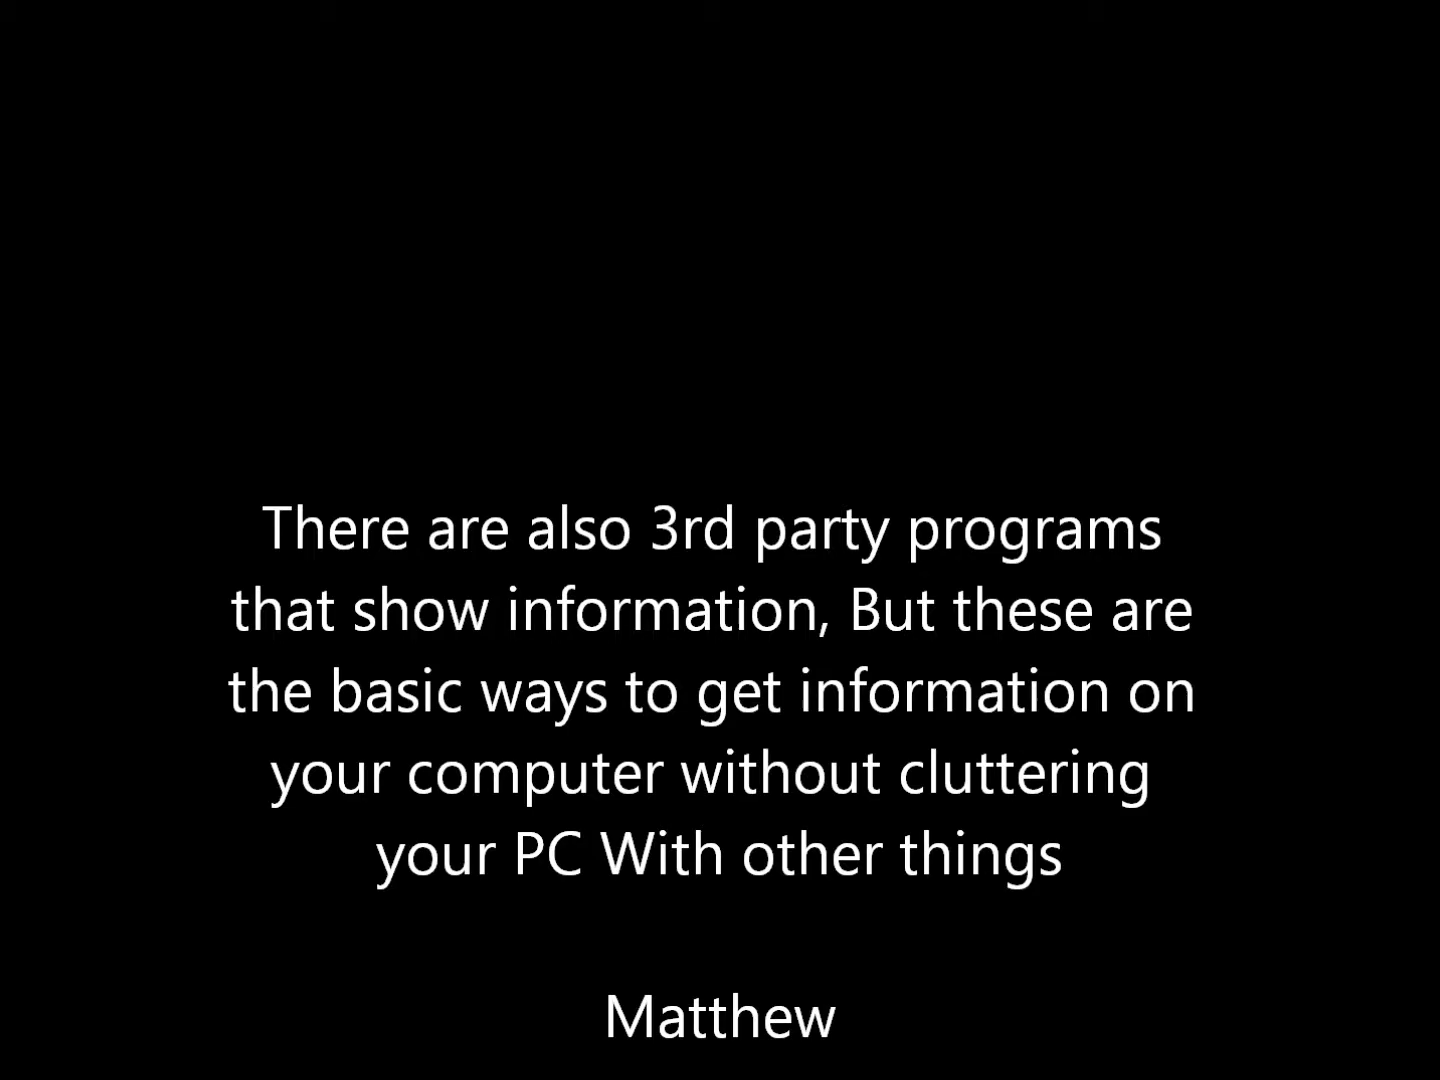 There are also 3rd party programs
that show information, But these are
the basic ways to get information on
your computer without cluttering
your PC With other things
Matthew